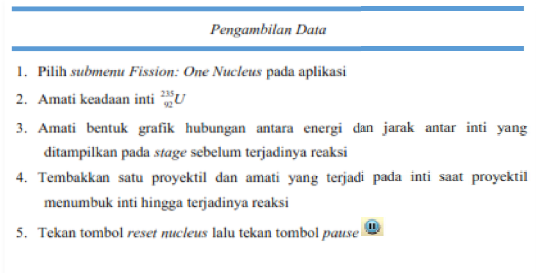 Pengambilan Data
1. Pilih submenu Fission: One Nucleus pada aplikasi
2. Amati keadaan inti ²³⁵₉₂U
3. Amati bentuk grafik hubungan antara energi dan jarak antar inti yang
ditampilkan pada stage sebelum terjadinya reaksi
4. Tembakkan satu proyektil dan amati yang terjadi pada inti saat proyektil
menumbuk inti hingga terjadinya reaksi
5. Tekan tombol reset nucleus lalu tekan tombol pause